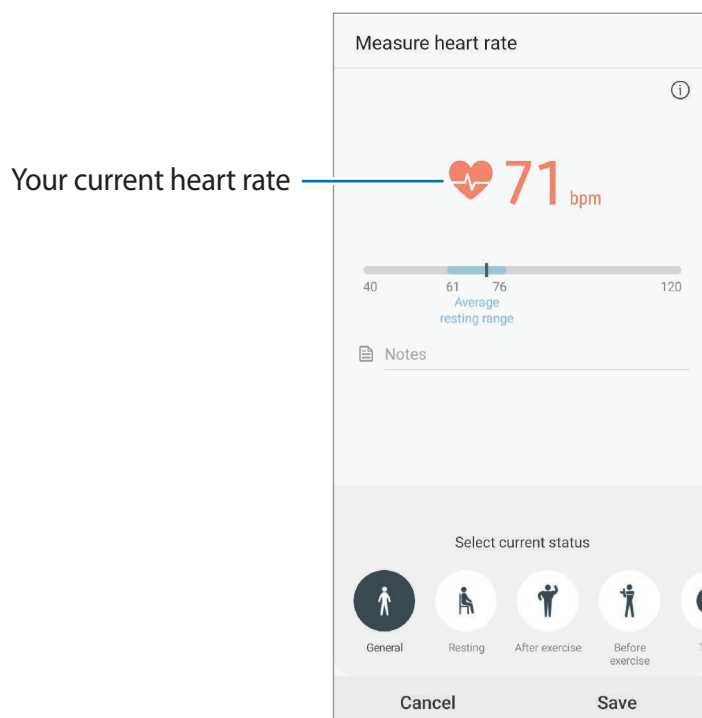 Measure heart rate
Your current heart rate
71 bpm
40 61 76 120
Average
resting range
Notes
Select current status
General Resting After exercise Before
exercise
Cancel Save